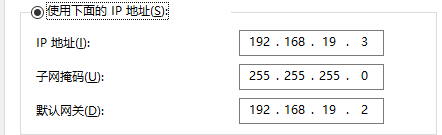 使用下面的 IP 地址(S):
IP 地址(I): 192 . 168 . 19 . 3
子网掩码(U): 255 . 255 . 255 . 0
默认网关(D): 192 . 168 . 19 . 2